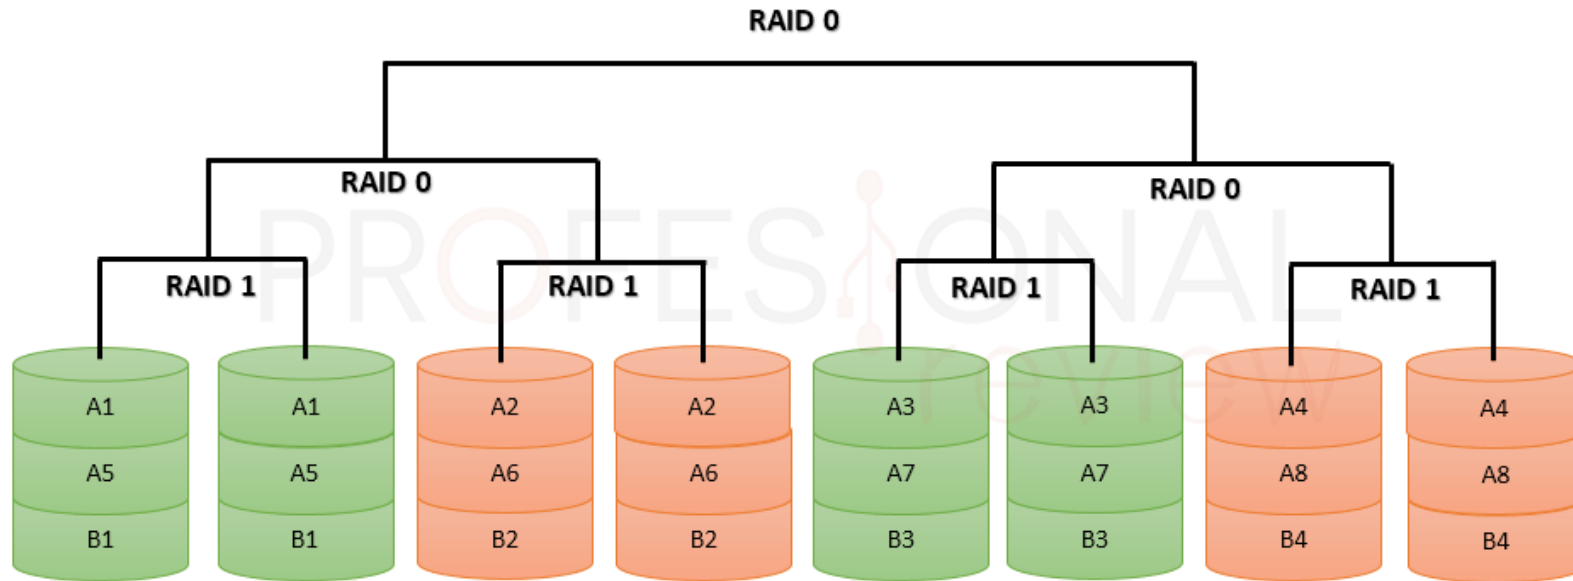 RAID 0
RAID 0
RAID 0
RAID 1
RAID 1
RAID 1
RAID 1
PROFESIONAL
review
A1 A1 A2 A2 A3 A3 A4 A4
A5 A5 A6 A6 A7 A7 A8 A8
B1 B1 B2 B2 B3 B3 B4 B4